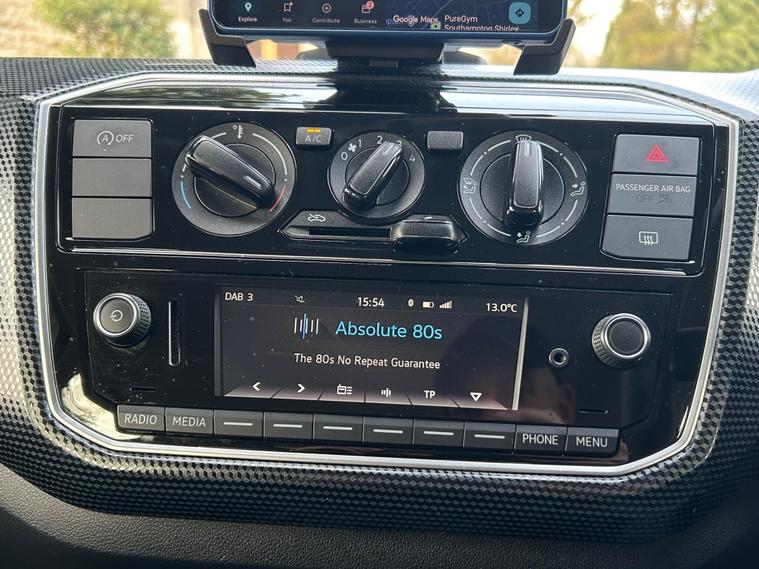 Explore You Contribute Business
2
Google Maps PureGym
Southampton Shirley
A OFF
A/C
0 1 2 3 4
PASSENGER AIR BAG
OFF
DAB 3 15:54 13.0°C
Absolute 80s
The 80s No Repeat Guarantee
TP
RADIO MEDIA PHONE MENU